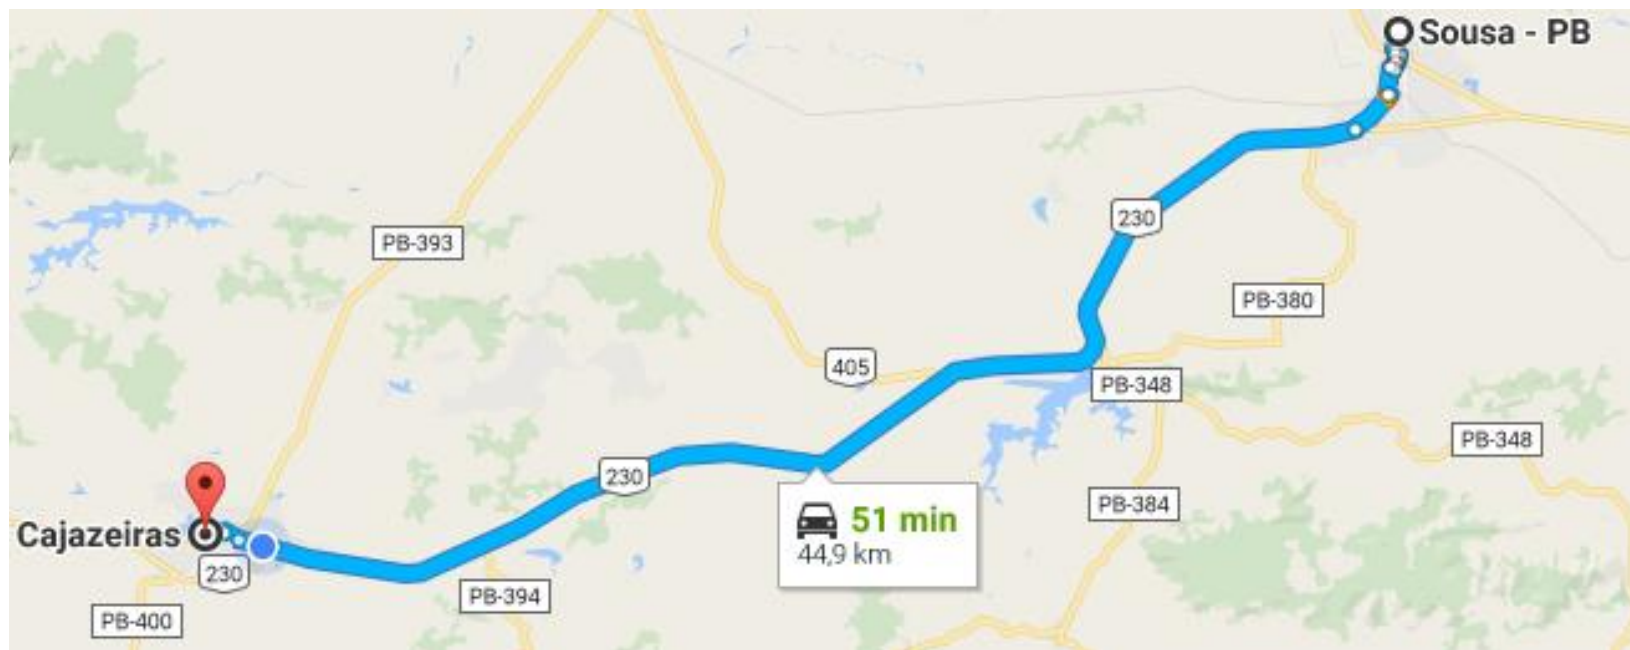 Sousa - PB
230
PB-393
PB-380
405
PB-348
PB-348
230
51 min
44,9 km
PB-384
Cajazeiras
230
PB-394
PB-400